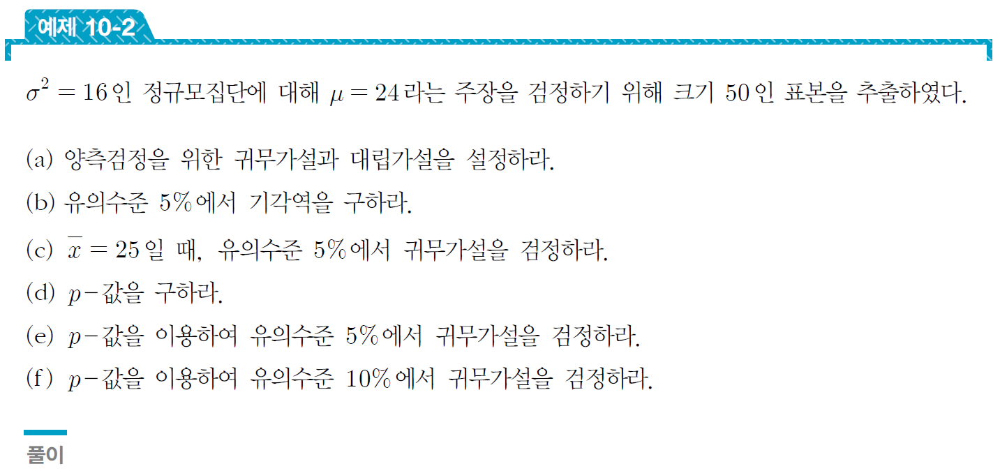 예제 10-2
σ² = 16인 정규모집단에 대해 μ = 24라는 주장을 검정하기 위해 크기 50인 표본을 추출하였다.
(a) 양측검정을 위한 귀무가설과 대립가설을 설정하라.
(b) 유의수준 5%에서 기각역을 구하라.
(c) x̄ = 25일 때, 유의수준 5%에서 귀무가설을 검정하라.
(d) p-값을 구하라.
(e) p-값을 이용하여 유의수준 5%에서 귀무가설을 검정하라.
(f) p-값을 이용하여 유의수준 10%에서 귀무가설을 검정하라.
풀이